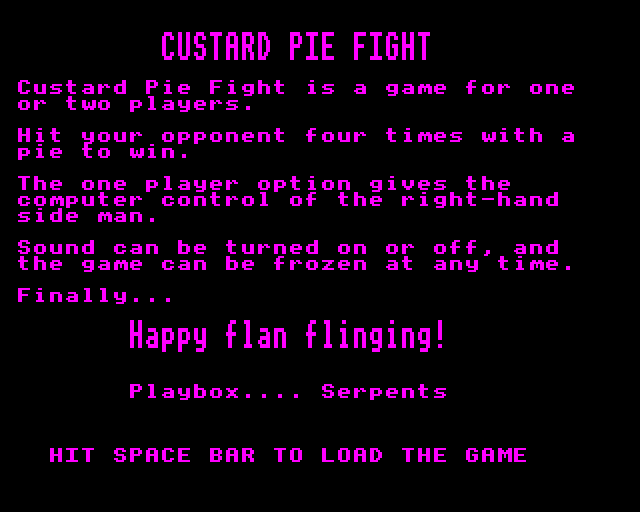 CUSTARD PIE FIGHT
Custard Pie Fight is a game for one
or two players.
Hit your opponent four times with a
pie to win.
The one player option gives the
computer control of the right-hand
side man.
Sound can be turned on or off, and
the game can be frozen at any time.
Finally...
Happy flan flinging!
Playbox.... Serpents
HIT SPACE BAR TO LOAD THE GAME